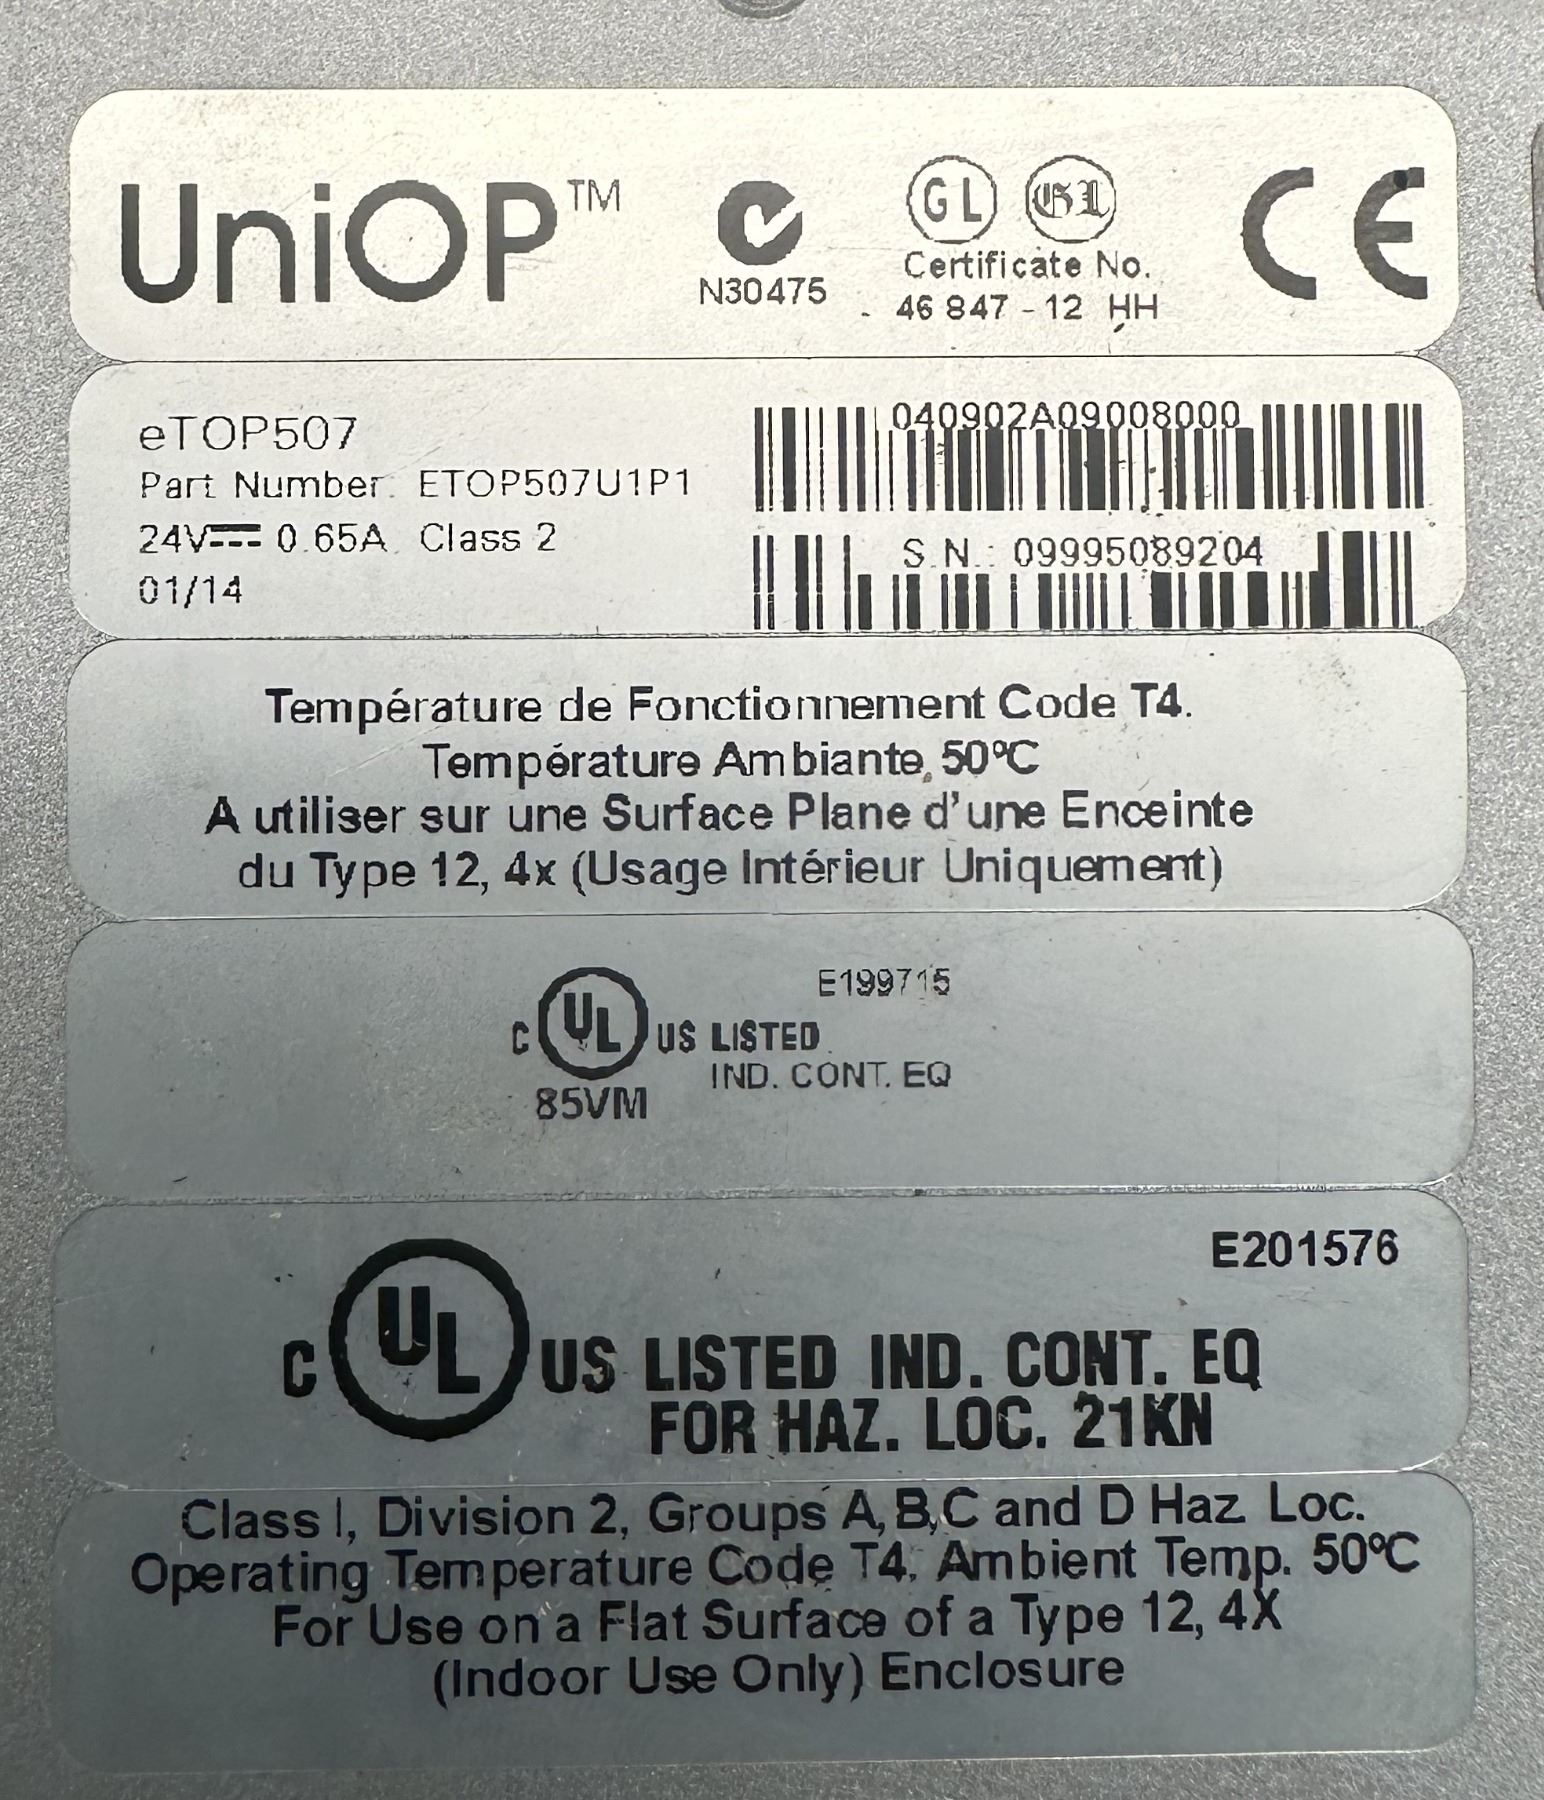 UniOP™
N30475
GL GL
Certificate No.
46 847 - 12 HH
CE
eTOP507
Part Number: ETOP507U1P1
24V⎓ 0.65A Class 2
01/14
040902A09008000
S.N.: 09995089204
Température de Fonctionnement Code T4.
Température Ambiante, 50ºC
A utiliser sur une Surface Plane d'une Enceinte
du Type 12, 4x (Usage Intérieur Uniquement)
E199715
C UL US LISTED
IND. CONT. EQ
85VM
E201576
C UL US LISTED IND. CONT. EQ
FOR HAZ. LOC. 21KN
Class I, Division 2, Groups A,B,C and D Haz. Loc.
Operating Temperature Code T4, Ambient Temp. 50ºC
For Use on a Flat Surface of a Type 12, 4X
(Indoor Use Only) Enclosure